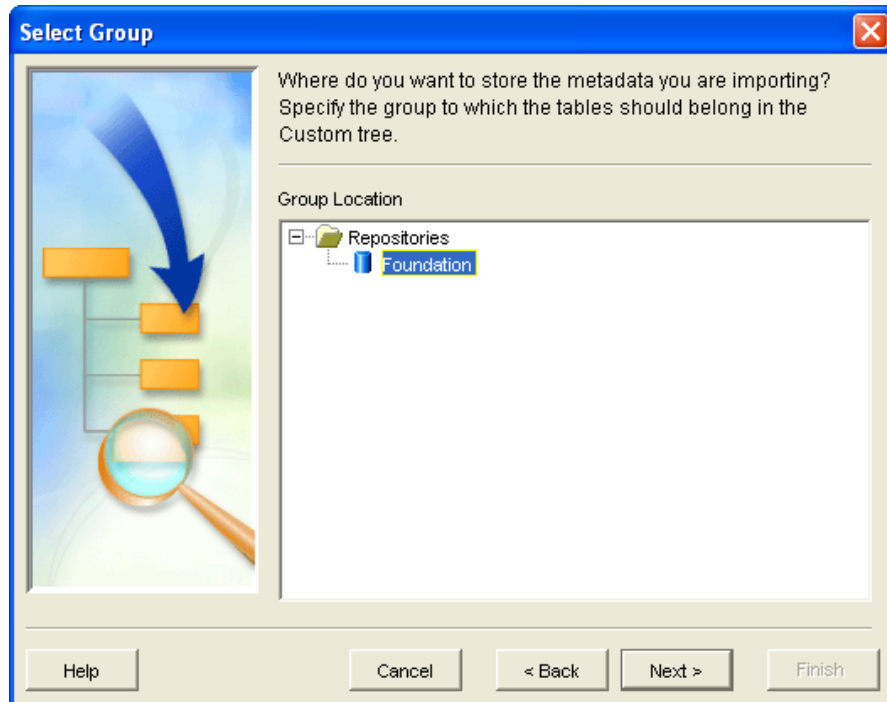 Select Group
Where do you want to store the metadata you are importing?
Specify the group to which the tables should belong in the
Custom tree.
Group Location
Repositories
Foundation
Help
Cancel
< Back
Next >
Finish